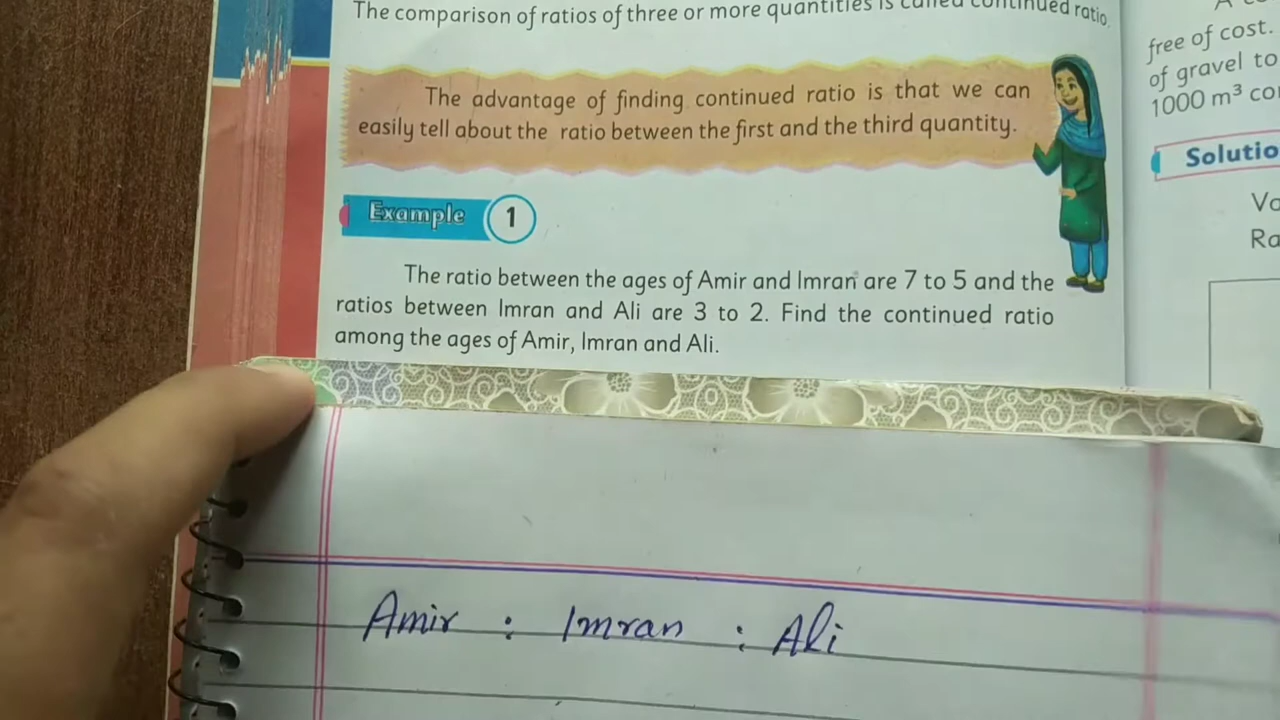 The comparison of ratios of three or more quantities is called continued ratio
The advantage of finding continued ratio is that we can
easily tell about the ratio between the first and the third quantity.
Example 1
The ratio between the ages of Amir and Imran are 7 to 5 and the
ratios between Imran and Ali are 3 to 2. Find the continued ratio
among the ages of Amir, Imran and Ali.
Amir : Imran : Ali
free of cost.
of gravel to
1000 m³
Solutio
Ra